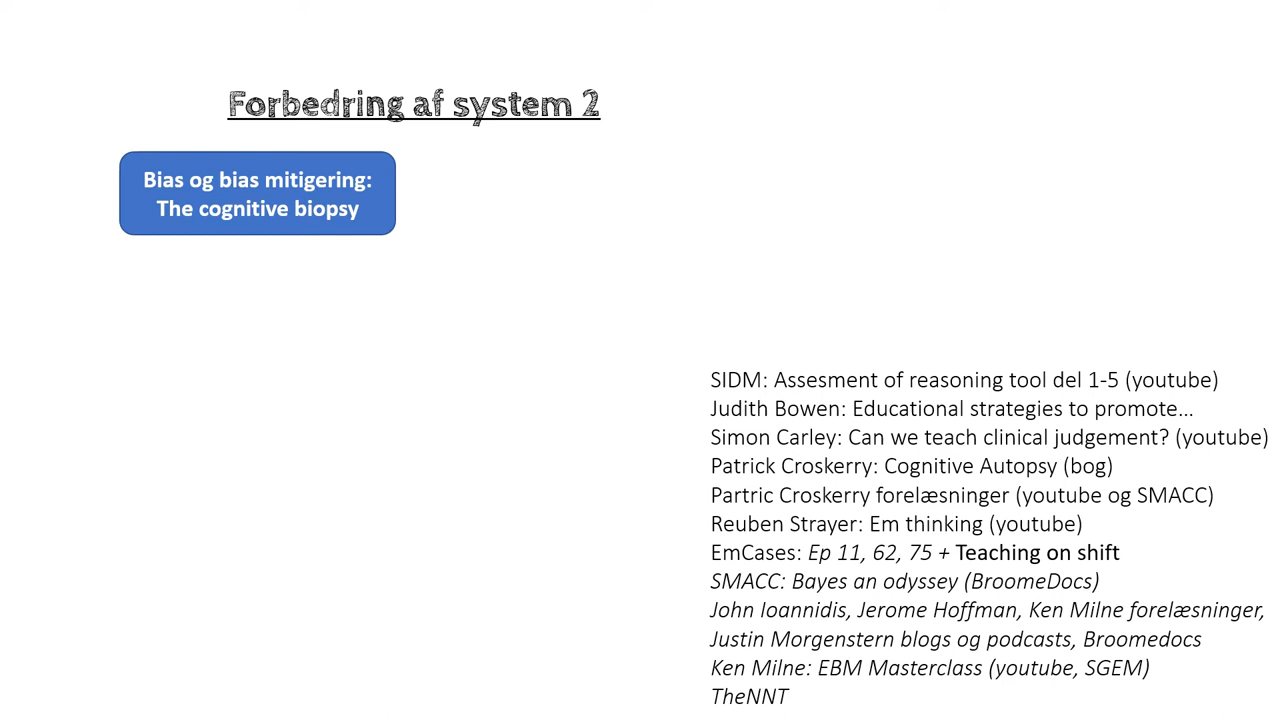 Forbedring af system 2
Bias og bias mitigering:
The cognitive biopsy
SIDM: Assesment of reasoning tool del 1-5 (youtube)
Judith Bowen: Educational strategies to promote...
Simon Carley: Can we teach clinical judgement? (youtube)
Patrick Croskerry: Cognitive Autopsy (bog)
Partric Croskerry forelæsninger (youtube og SMACC)
Reuben Strayer: Em thinking (youtube)
EmCases: Ep 11, 62, 75 + Teaching on shift
SMACC: Bayes an odyssey (BroomeDocs)
John Ioannidis, Jerome Hoffman, Ken Milne forelæsninger,
Justin Morgenstern blogs og podcasts, Broomedocs
Ken Milne: EBM Masterclass (youtube, SGEM)
TheNNT